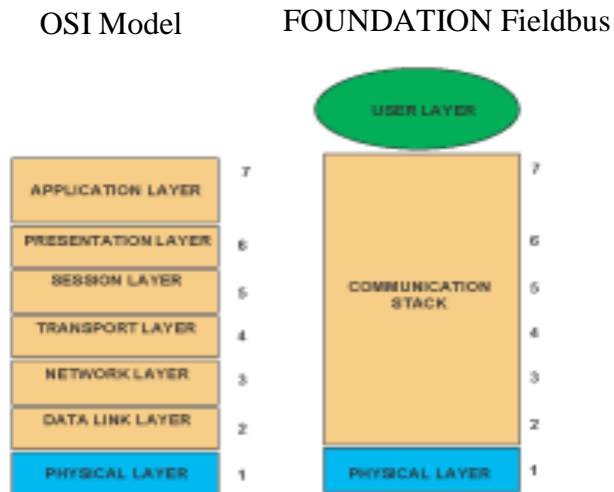 OSI Model
FOUNDATION Fieldbus
USER LAYER
APPLICATION LAYER
7
PRESENTATION LAYER
6
SESSION LAYER
5
TRANSPORT LAYER
4
NETWORK LAYER
3
DATA LINK LAYER
2
PHYSICAL LAYER
1
7
6
COMMUNICATION
STACK
5
4
3
2
PHYSICAL LAYER
1